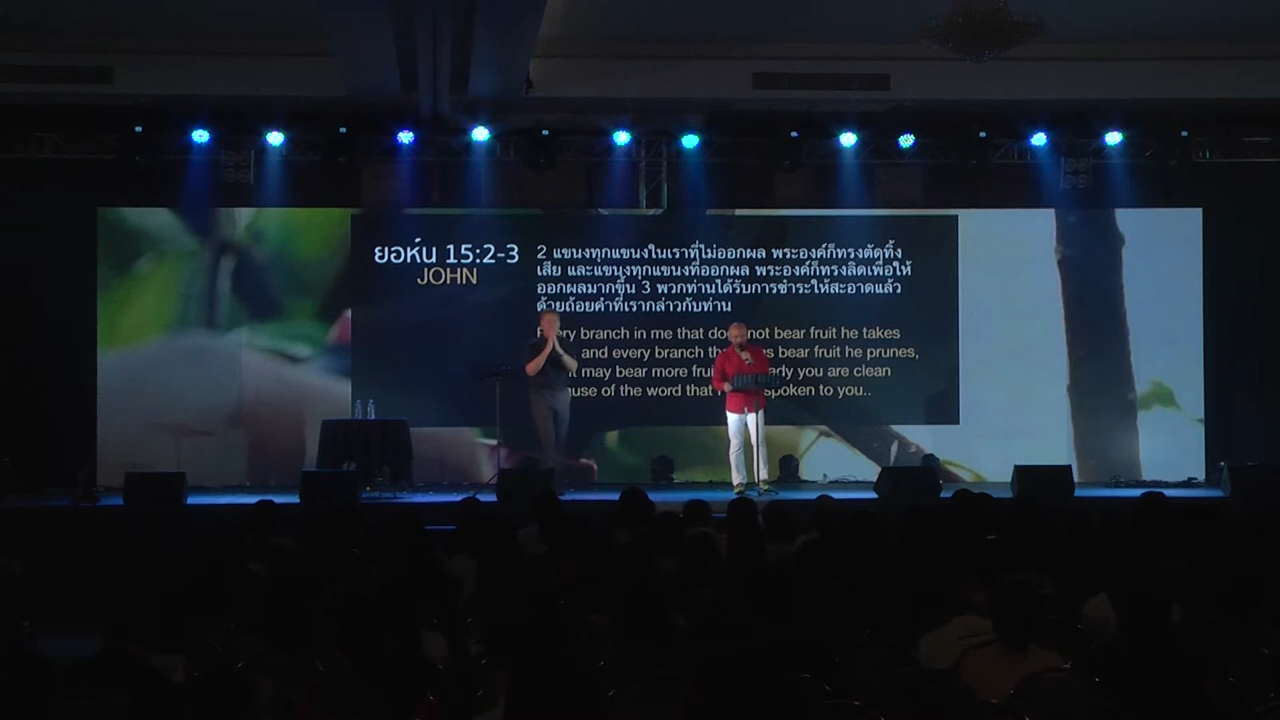 ยอห์น 15:2-3
JOHN
2 แขนงทุกแขนงในเราที่ไม่ออกผล พระองค์ก็ทรงตัดทิ้ง
เสีย และแขนงทุกแขนงที่ออกผล พระองค์ก็ทรงลิดเพื่อให้
ออกผลมากขึ้น 3 พวกท่านได้รับการชำระให้สะอาดแล้ว
ด้วยถ้อยคำที่เรากล่าวกับท่าน
Every branch in me that does not bear fruit he takes
, and every branch bear fruit he prunes,
it may bear more you are clean
of the word that spoken to you..